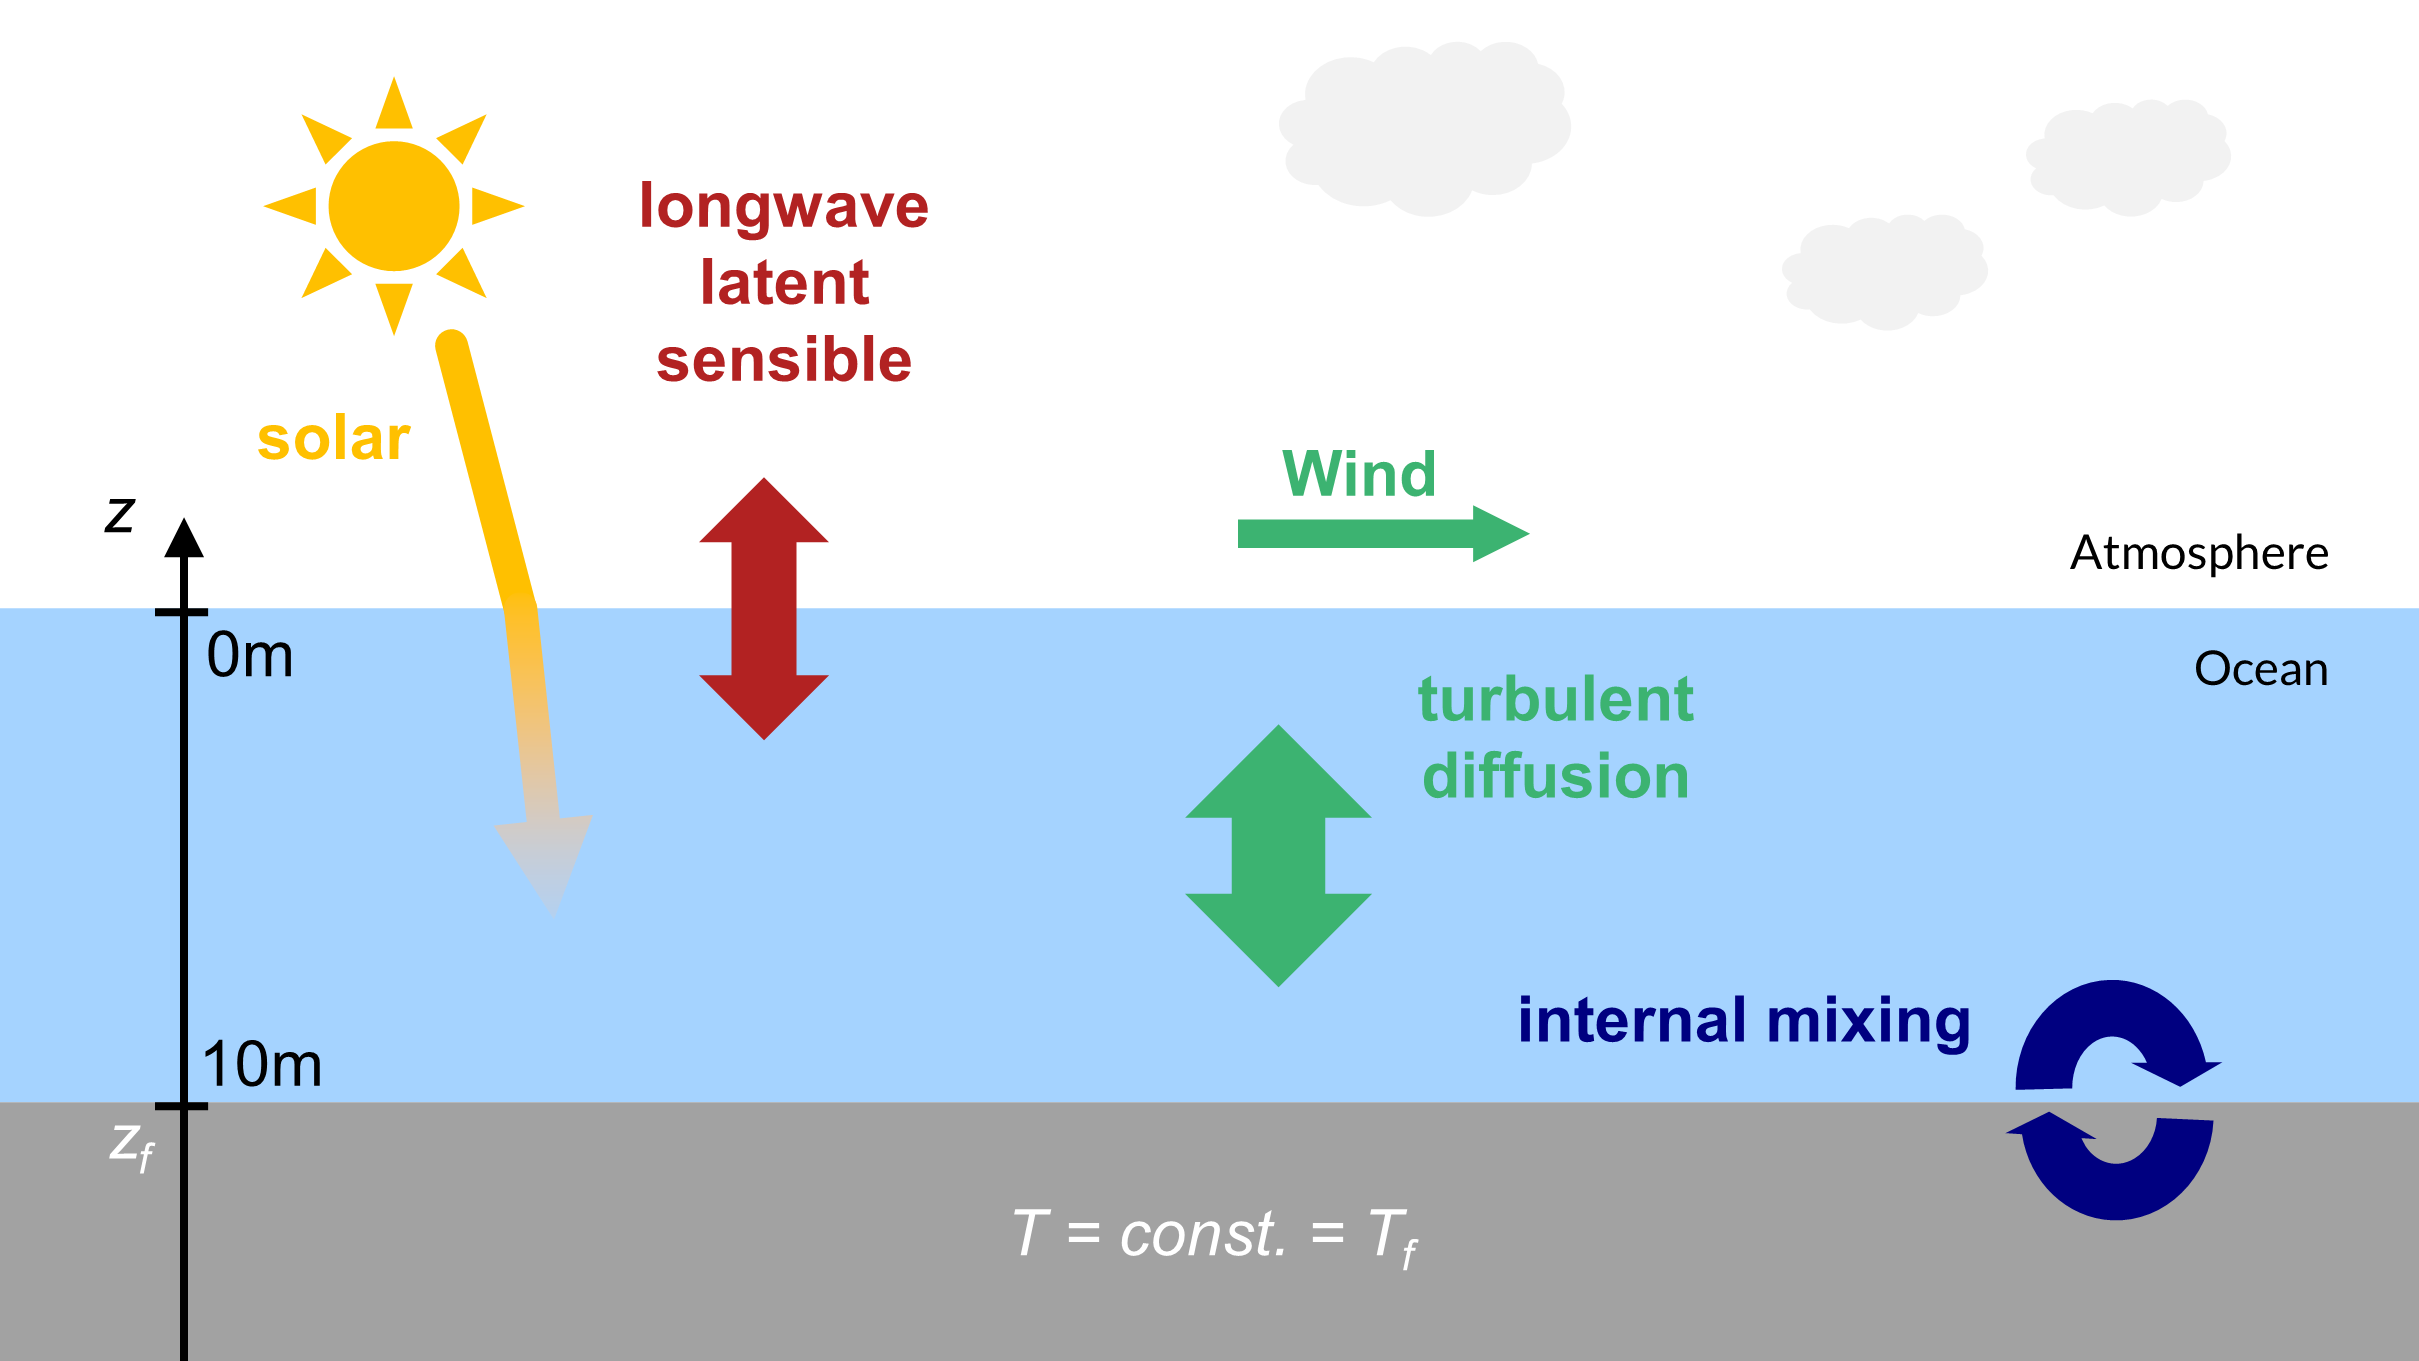 longwave
latent
sensible
solar
Wind
z
Atmosphere
0m
Ocean
turbulent
diffusion
internal mixing
10m
z_f
T = const. = T_f